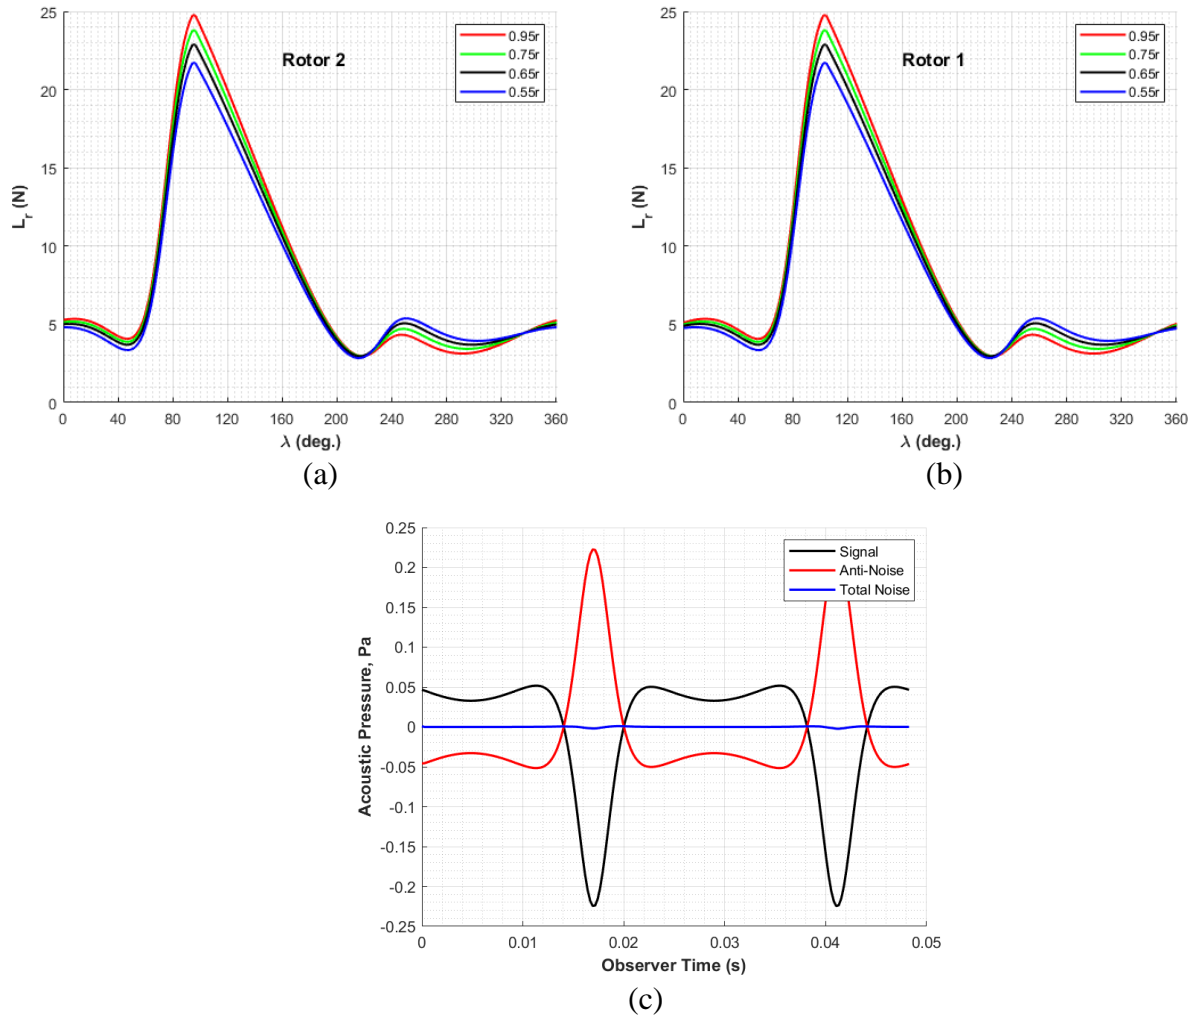 25
20
15
10
5
0
L_r (N)
Rotor 2
0.95r
0.75r
0.65r
0.55r
0 40 80 120 160 200 240 280 320 360
λ (deg.)
(a)
25
20
15
10
5
0
L_r (N)
Rotor 1
0.95r
0.75r
0.65r
0.55r
0 40 80 120 160 200 240 280 320 360
λ (deg.)
(b)
0.25
0.2
0.15
0.1
0.05
0
-0.05
-0.1
-0.15
-0.2
-0.25
Acoustic Pressure, Pa
Signal
Anti-Noise
Total Noise
0 0.01 0.02 0.03 0.04 0.05
Observer Time (s)
(c)